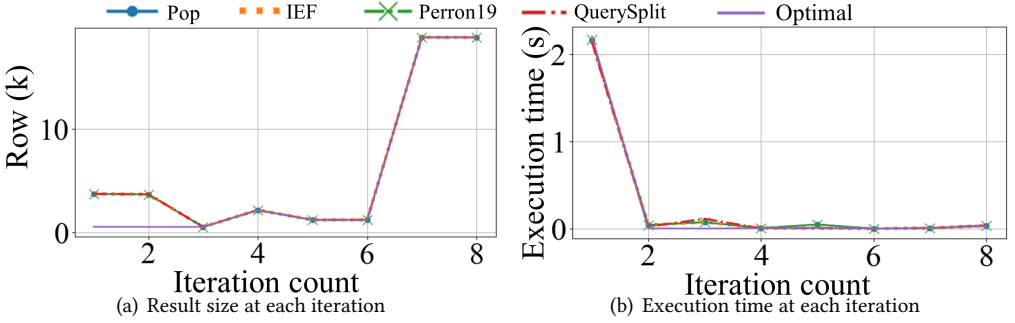 Pop IEF Perron19 QuerySplit Optimal
Row (k)
10
0
2 4 6 8
Iteration count
(a) Result size at each iteration
Execution time (s)
2
1
0
2 4 6 8
Iteration count
(b) Execution time at each iteration